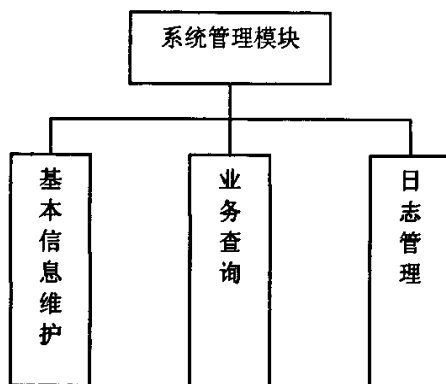 系统管理模块
基本信息维护
业务查询
日志管理